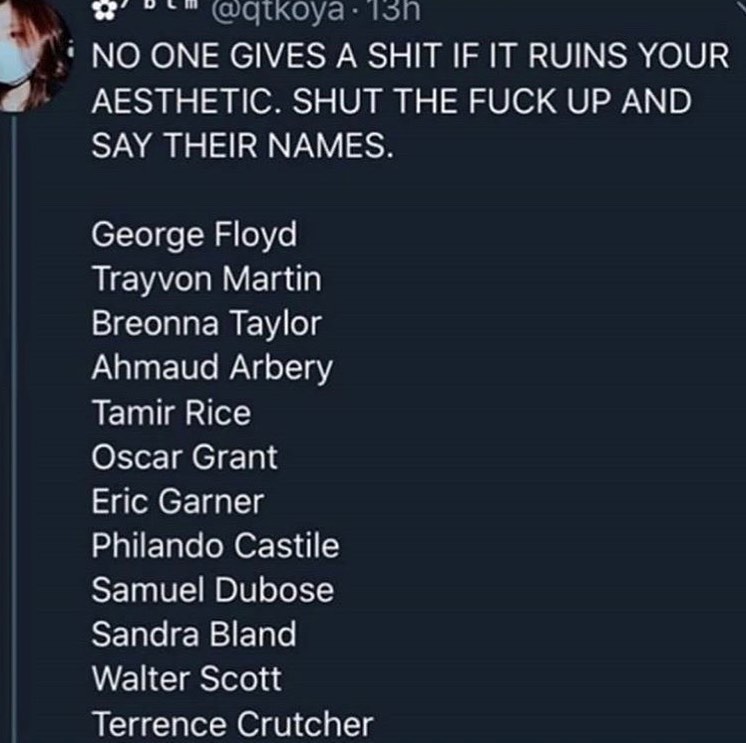 @qtkoya · 13h
NO ONE GIVES A SHIT IF IT RUINS YOUR
AESTHETIC. SHUT THE FUCK UP AND
SAY THEIR NAMES.
George Floyd
Trayvon Martin
Breonna Taylor
Ahmaud Arbery
Tamir Rice
Oscar Grant
Eric Garner
Philando Castile
Samuel Dubose
Sandra Bland
Walter Scott
Terrence Crutcher